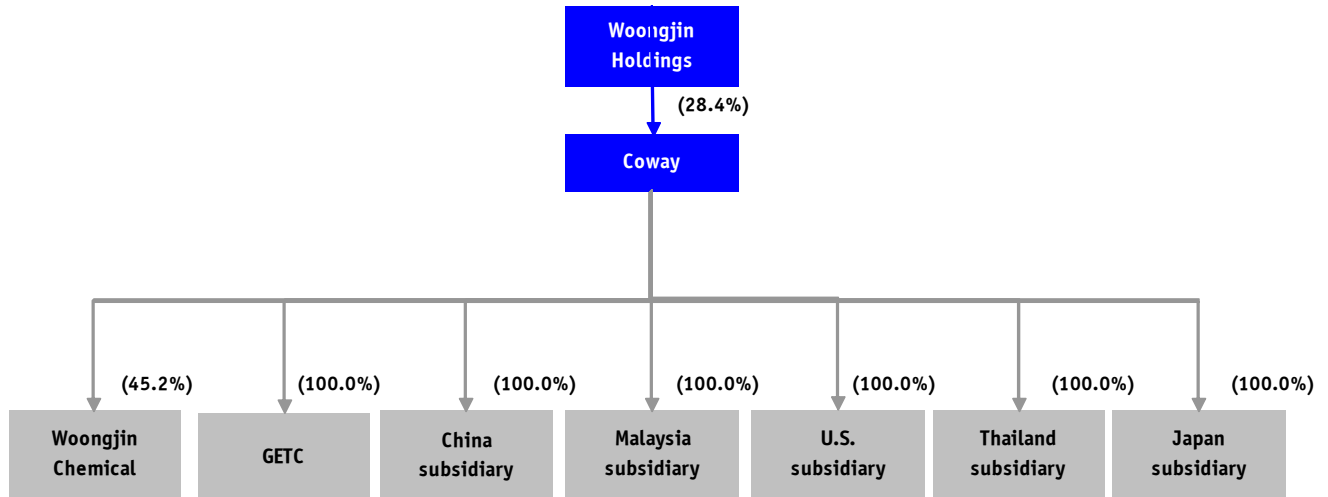 Woongjin
Holdings
(28.4%)
Coway
(45.2%)
(100.0%)
(100.0%)
(100.0%)
(100.0%)
(100.0%)
(100.0%)
Woongjin
Chemical
GETC
China
subsidiary
Malaysia
subsidiary
U.S.
subsidiary
Thailand
subsidiary
Japan
subsidiary